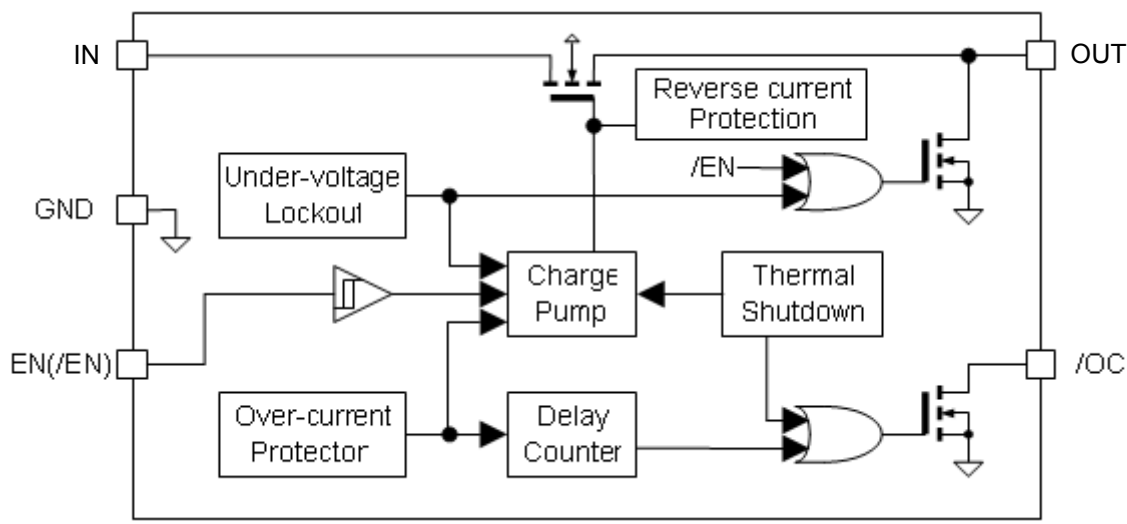 IN
OUT
Reverse current
Protection
/EN
Under-voltage
Lockout
GND
Charge
Pump
Thermal
Shutdown
EN(/EN)
/OC
Over-current
Protector
Delay
Counter